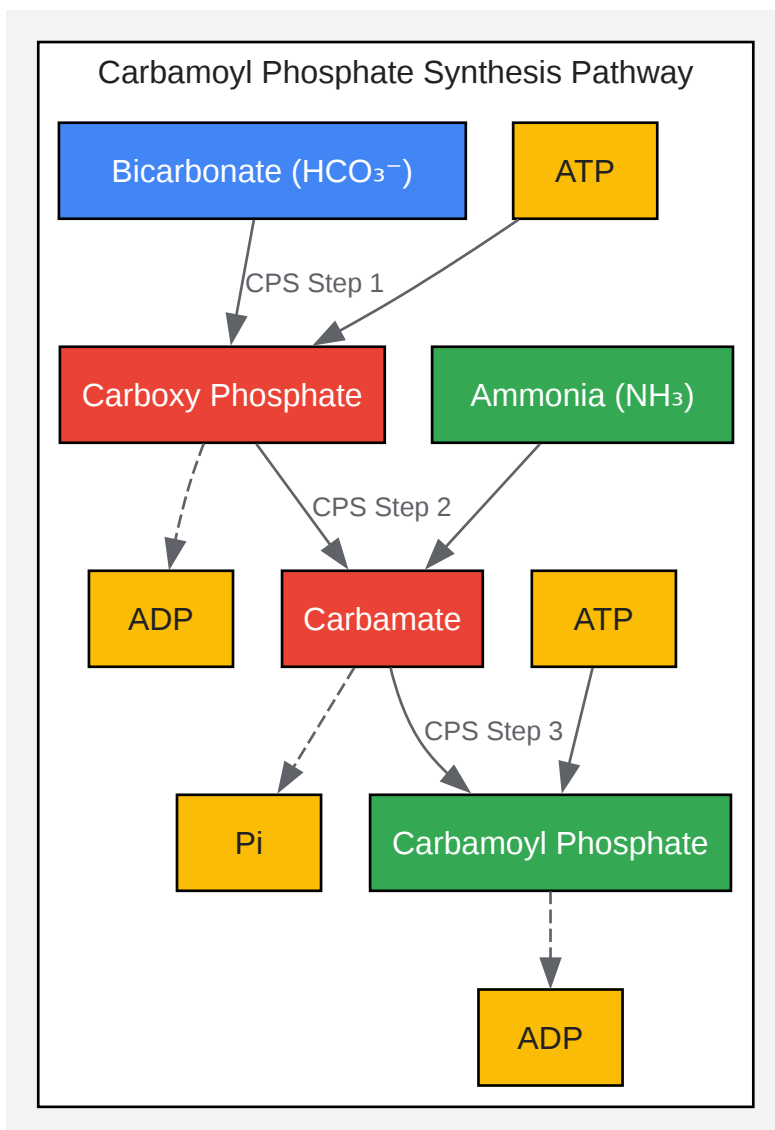 Carbamoyl Phosphate Synthesis Pathway
Bicarbonate (HCO₃⁻)
ATP
CPS Step 1
Carboxy Phosphate
Ammonia (NH₃)
CPS Step 2
ADP
Carbamate
ATP
CPS Step 3
Pi
Carbamoyl Phosphate
ADP